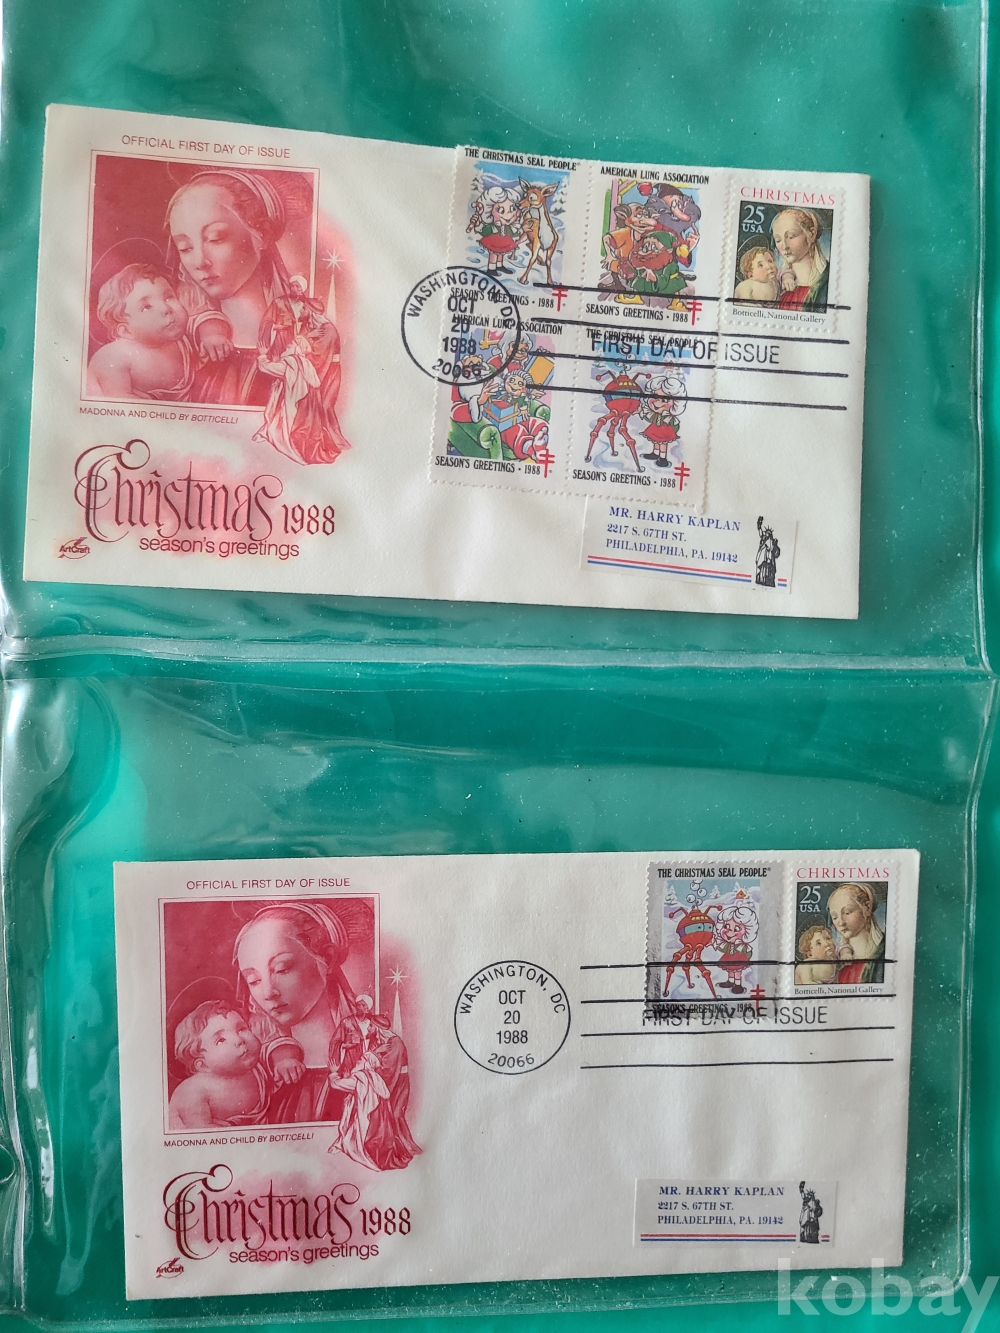 OFFICIAL FIRST DAY OF ISSUE
MADONNA AND CHILD BY BOTTICELLI
Christmas 1988
season's greetings
ArtCraft
THE CHRISTMAS SEAL PEOPLE®
SEASON'S GREETINGS • 1988
AMERICAN LUNG ASSOCIATION
SEASON'S GREETINGS • 1988
CHRISTMAS
25
USA
Botticelli, National Gallery
WASHINGTON, DC
OCT
20
1988
20066
FIRST DAY OF ISSUE
AMERICAN LUNG ASSOCIATION
SEASON'S GREETINGS • 1988
THE CHRISTMAS SEAL PEOPLE
SEASON'S GREETINGS • 1988
MR. HARRY KAPLAN
2217 S. 67TH ST.
PHILADELPHIA, PA. 19142
OFFICIAL FIRST DAY OF ISSUE
MADONNA AND CHILD BY BOTTICELLI
Christmas 1988
season's greetings
ArtCraft
WASHINGTON, DC
OCT
20
1988
20066
THE CHRISTMAS SEAL PEOPLE®
SEASON'S GREETINGS • 1988
CHRISTMAS
25
USA
Botticelli, National Gallery
FIRST DAY OF ISSUE
MR. HARRY KAPLAN
2217 S. 67TH ST.
PHILADELPHIA, PA. 19142
kobay